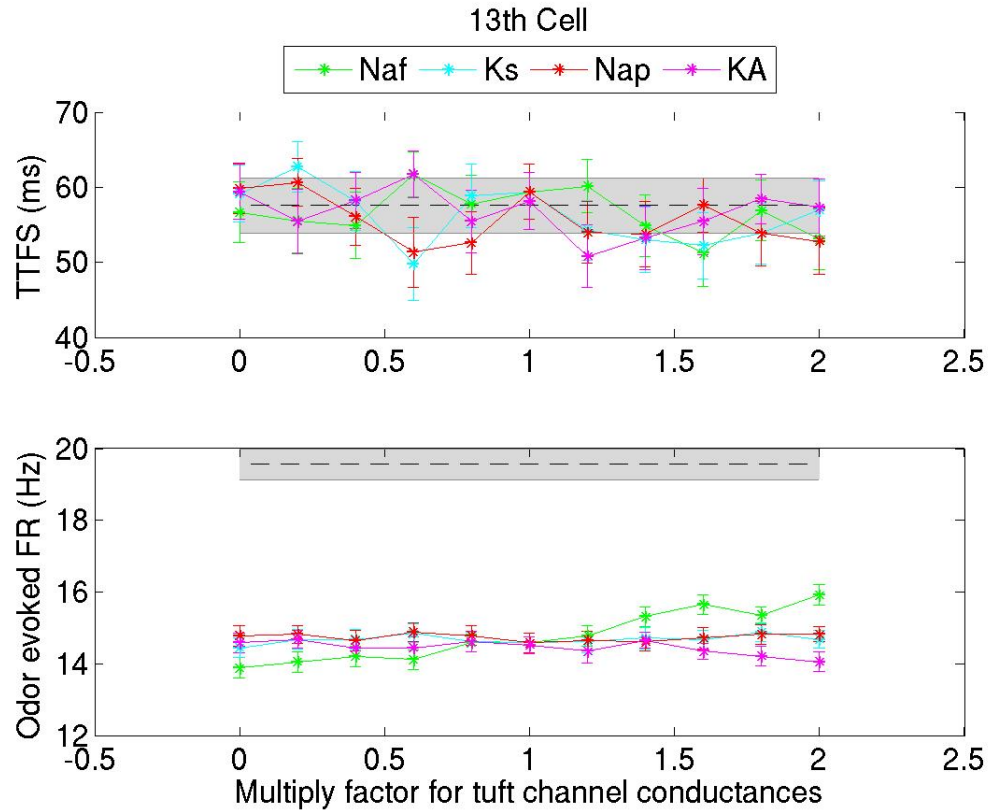 13th Cell
Naf Ks Nap KA
TTFS (ms)
70
60
50
40
-0.5 0 0.5 1 1.5 2 2.5
Odor evoked FR (Hz)
20
18
16
14
12
-0.5 0 0.5 1 1.5 2 2.5
Multiply factor for tuft channel conductances